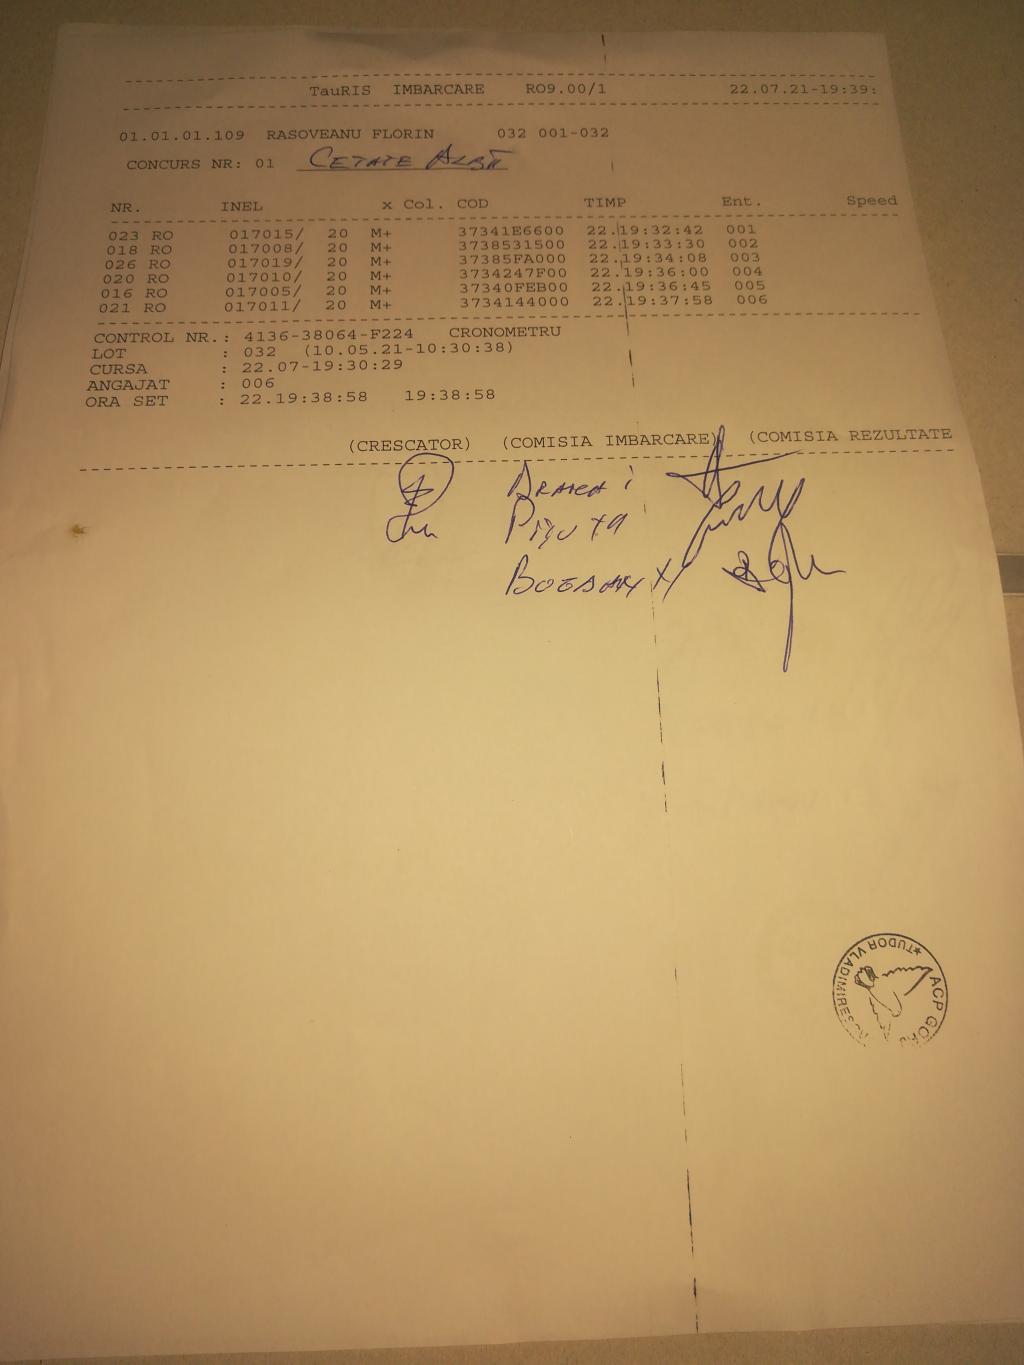 TauRIS IMBARCARE RO9.00/1 22.07.21-19:39:
01.01.01.109 RASOVEANU FLORIN 032 001-032
CONCURS NR: 01 CETATE ALBĂ
NR. INEL x Col. COD TIMP Ent. Speed
023 RO 017015/ 20 M+ 37341E6600 22.19:32:42 001
018 RO 017008/ 20 M+ 3738531500 22.19:33:30 002
026 RO 017019/ 20 M+ 37385FA000 22.19:34:08 003
020 RO 017010/ 20 M+ 3734247F00 22.19:36:00 004
016 RO 017005/ 20 M+ 37340FEB00 22.19:36:45 005
021 RO 017011/ 20 M+ 3734144000 22.19:37:58 006
CONTROL NR.: 4136-38064-F224 CRONOMETRU
LOT : 032 (10.05.21-10:30:38)
CURSA : 22.07-19:30:29
ANGAJAT : 006
ORA SET : 22.19:38:58 19:38:58
(CRESCATOR) (COMISIA IMBARCARE) (COMISIA REZULTATE
ACP GORJ
TUDOR VLADIMIRESCU